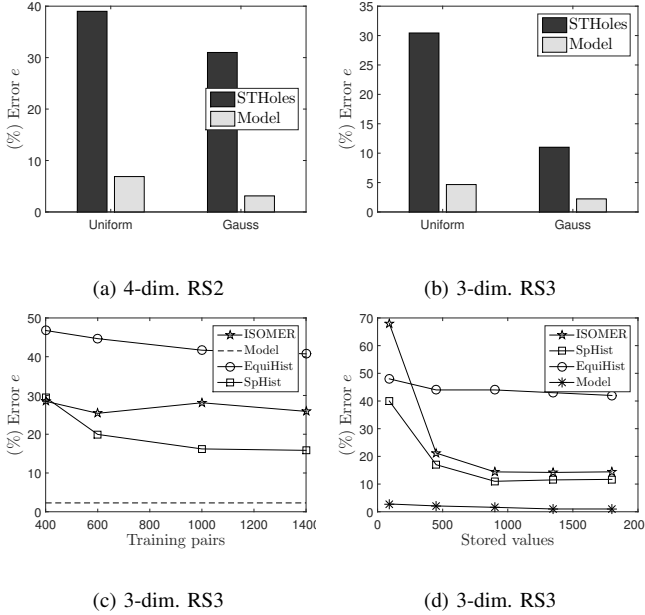 40
30
20
10
0
(%) Error e
STHoles
Model
Uniform
Gauss
(a) 4-dim. RS2
35
30
25
20
15
10
5
0
(%) Error e
STHoles
Model
Uniform
Gauss
(b) 3-dim. RS3
50
40
30
20
10
0
(%) Error e
ISOMER
Model
EquiHist
SpHist
400
600
800
1000
1200
1400
Training pairs
(c) 3-dim. RS3
70
60
50
40
30
20
10
0
(%) Error e
ISOMER
SpHist
EquiHist
Model
0
500
1000
1500
200
Stored values
(d) 3-dim. RS3